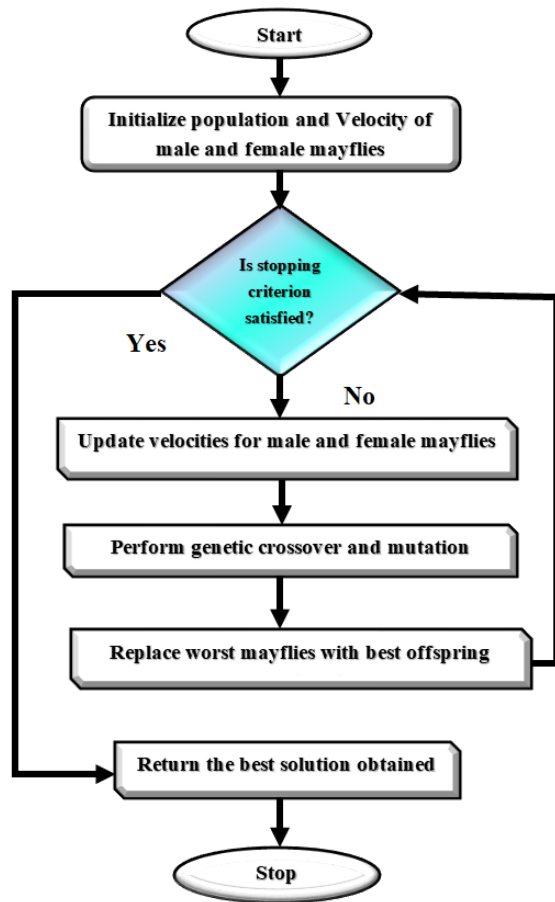 Start
Initialize population and Velocity of
male and female mayflies
Is stopping
criterion
satisfied?
Yes
No
Update velocities for male and female mayflies
Perform genetic crossover and mutation
Replace worst mayflies with best offspring
Return the best solution obtained
Stop